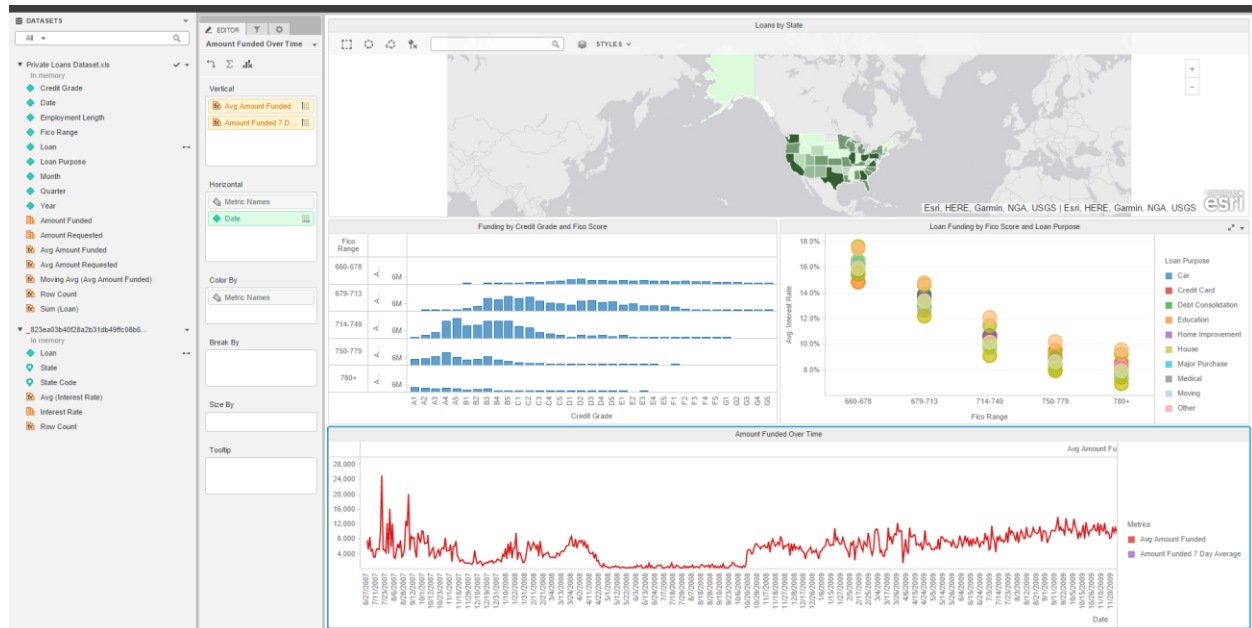 DATASETS
All
Private Loans Dataset.xls
In memory
Credit Grade
Date
Employment Length
Fico Range
Loan
Loan Purpose
Month
Quarter
Year
Amount Funded
Amount Requested
Avg Amount Funded
Avg Amount Requested
Moving Avg (Avg Amount Funded)
Row Count
Sum (Loan)
_823ea03b40f28a2b31db49ffc08b6...
In memory
Loan
State
State Code
Avg (Interest Rate)
Interest Rate
Row Count
EDITOR
Amount Funded Over Time
Vertical
Avg Amount Funded
Amount Funded 7 D...
Horizontal
Metric Names
Date
Color By
Metric Names
Break By
Size By
Tooltip
Loans by State
STYLES
Esri, HERE, Garmin, NGA, USGS | Esri, HERE, Garmin, NGA, USGS
esri
Funding by Credit Grade and Fico Score
Fico Range
660-678 A... 6M
679-713 A... 6M
714-749 A... 6M
750-779 A... 6M
780+ A... 6M
A1 A2 A3 A4 A5 B1 B2 B3 B4 B5 C1 C2 C3 C4 C5 D1 D2 D3 D4 D5 E1 E2 E3 E4 E5 F1 F2 F3 F4 F5 G1 G2 G3 G4 G5
Credit Grade
Loan Funding by Fico Score and Loan Purpose
Avg. Interest Rate
18.0%
16.0%
14.0%
12.0%
10.0%
8.0%
660-678 679-713 714-749 750-779 780+
Fico Range
Loan Purpose
Car
Credit Card
Debt Consolidation
Education
Home Improvement
House
Major Purchase
Medical
Moving
Other
Amount Funded Over Time
Avg Amount Fu
28,000
24,000
20,000
16,000
12,000
8,000
4,000
Date
Metrics
Avg Amount Funded
Amount Funded 7 Day Average